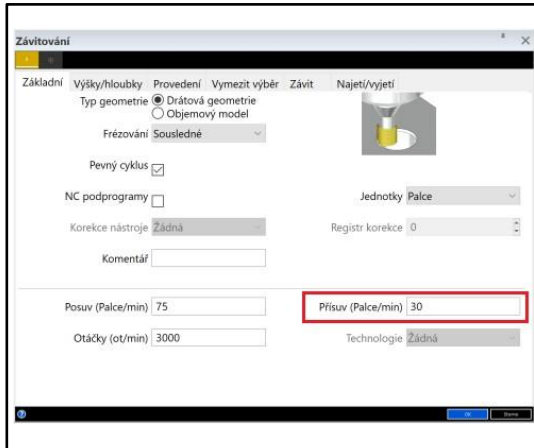 Závitování
Základní Výšky/hloubky Provedení Vymezit výběr Závit Najetí/vyjetí
Typ geometrie Drátová geometrie
Objemový model
Frézování Sousledné
Pevný cyklus
NC podprogramy Jednotky Palce
Korekce nástroje Žádná Registr korekce 0
Komentář
Posuv (Palce/min) 75 Přísuv (Palce/min) 30
Otáčky (ot/min) 3000 Technologie Žádná
OK Storno